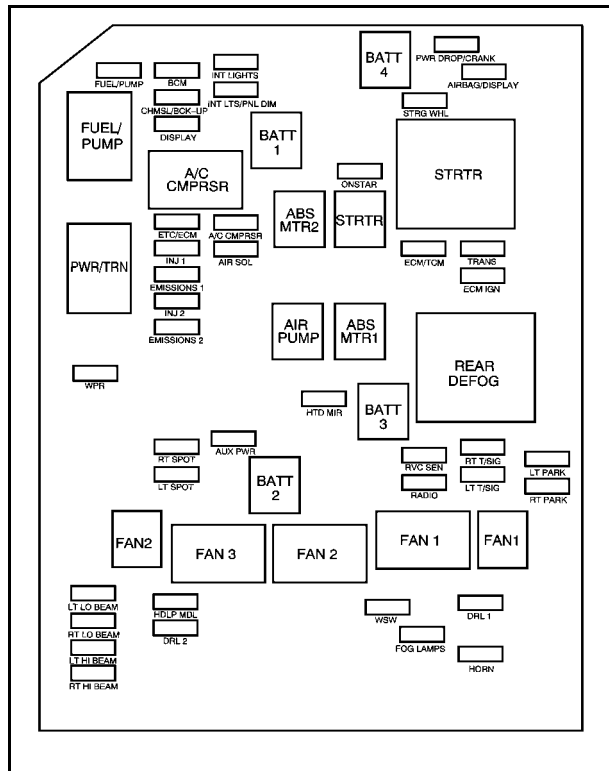 BATT
4
PWR DROP/CRANK
INT LIGHTS
FUEL/PUMP
BCM
AIRBAG/DISPLAY
INT LTS/PNL DIM
CHMSL/BCK-UP
STRG WHL
FUEL/
PUMP
DISPLAY
BATT
1
A/C
CMPRSR
ONSTAR
STRTR
ABS
MTR2
STRTR
ETC/ECM
A/C CMPRSR
INJ 1
AIR SOL
ECM/TCM
TRANS
PWR/TRN
EMISSIONS 1
ECM IGN
INJ 2
EMISSIONS 2
AIR
PUMP
ABS
MTR1
REAR
DEFOG
WPR
HTD MIR
BATT
3
AUX PWR
RT SPOT
RVC SEN
RT T/SIG
LT PARK
LT SPOT
BATT
2
RADIO
LT T/SIG
RT PARK
FAN2
FAN 3
FAN 2
FAN 1
FAN1
LT LO BEAM
HDLP MDL
WSW
DRL 1
RT LO BEAM
DRL 2
FOG LAMPS
LT HI BEAM
HORN
RT HI BEAM